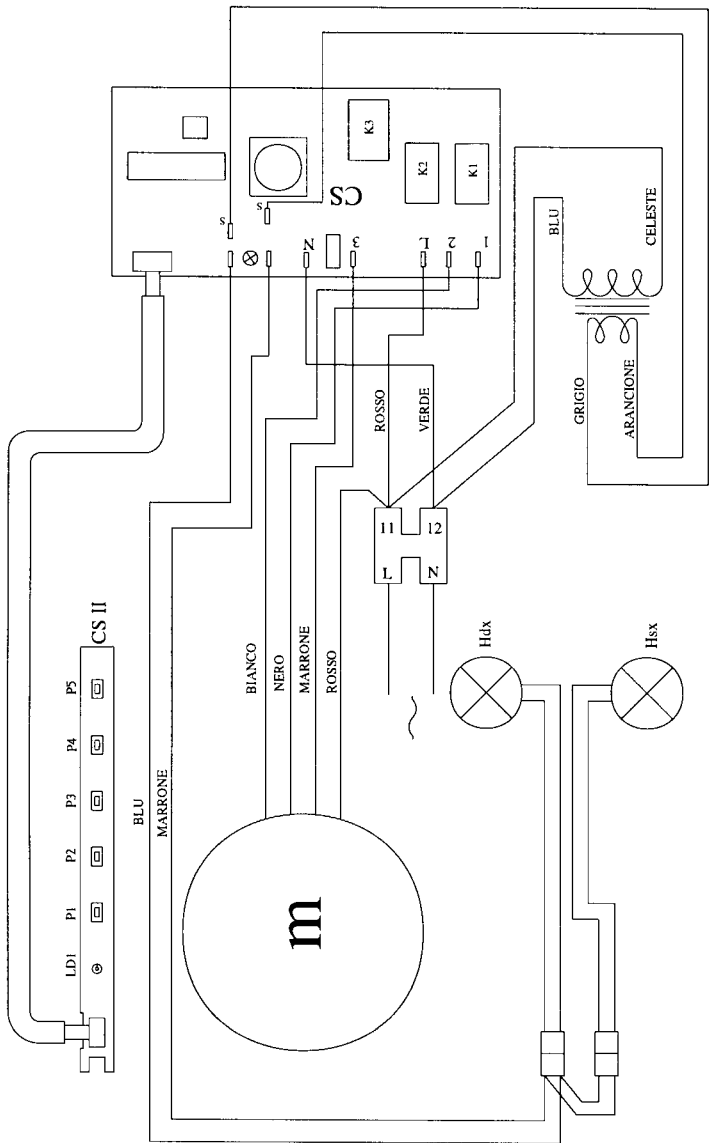 K3
K2
K1
CS
s
s
N
3
L
2
1
BLU
CELESTE
GRIGIO
ARANCIONE
ROSSO
VERDE
11
12
L
N
CS II
P5
P4
P3
P2
P1
LD1
BLU
MARRONE
BIANCO
NERO
MARRONE
ROSSO
m
Hdx
Hsx